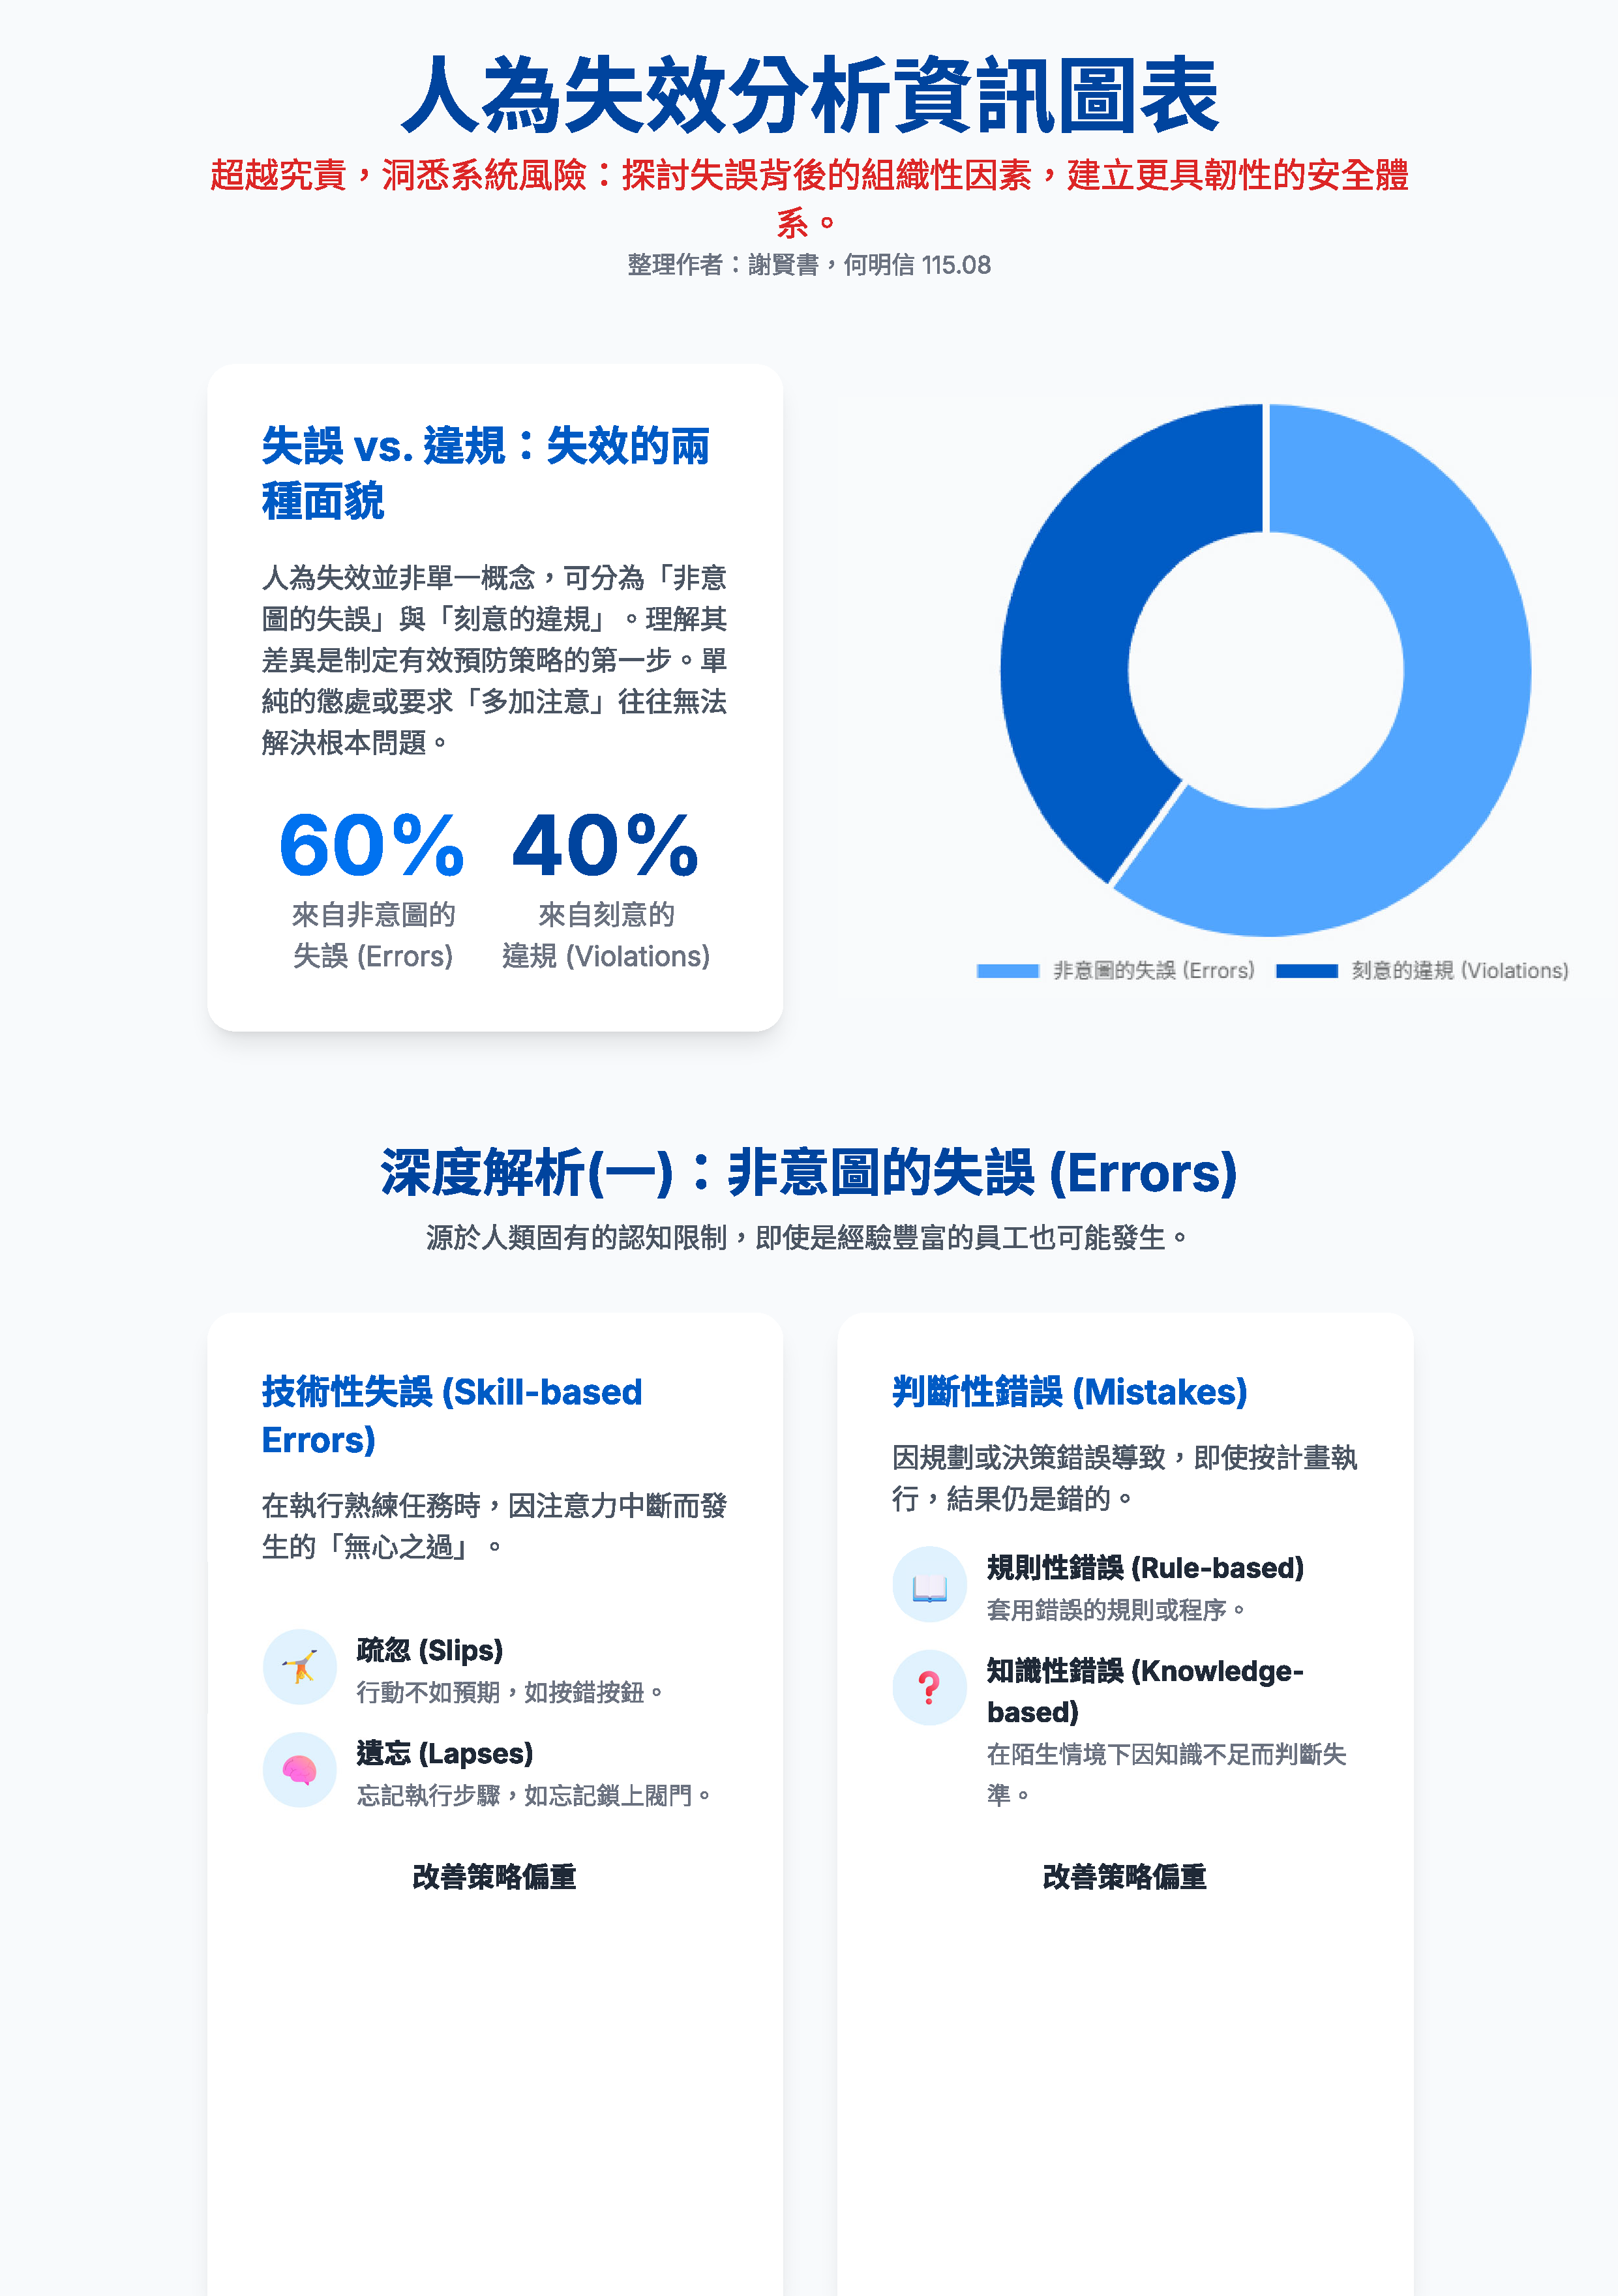 人為失效分析資訊圖表
超越究責，洞悉系統風險：探討失誤背後的組織性因素，建立更具韌性的安全體
系。
整理作者：謝賢書，何明信 115.08
失誤 vs. 違規：失效的兩
種面貌
人為失效並非單一概念，可分為「非意
圖的失誤」與「刻意的違規」。理解其
差異是制定有效預防策略的第一步。單
純的懲處或要求「多加注意」往往無法
解決根本問題。
60%
來自非意圖的
失誤 (Errors)
40%
來自刻意的
違規 (Violations)
非意圖的失誤 (Errors)
刻意的違規 (Violations)
深度解析(一)：非意圖的失誤 (Errors)
源於人類固有的認知限制，即使是經驗豐富的員工也可能發生。
技術性失誤 (Skill-based
Errors)
在執行熟練任務時，因注意力中斷而發
生的「無心之過」。
疏忽 (Slips)
行動不如預期，如按錯按鈕。
遺忘 (Lapses)
忘記執行步驟，如忘記鎖上閥門。
改善策略偏重
判斷性錯誤 (Mistakes)
因規劃或決策錯誤導致，即使按計畫執
行，結果仍是錯的。
規則性錯誤 (Rule-based)
套用錯誤的規則或程序。
知識性錯誤 (Knowledge-
based)
在陌生情境下因知識不足而判斷失
準。
改善策略偏重